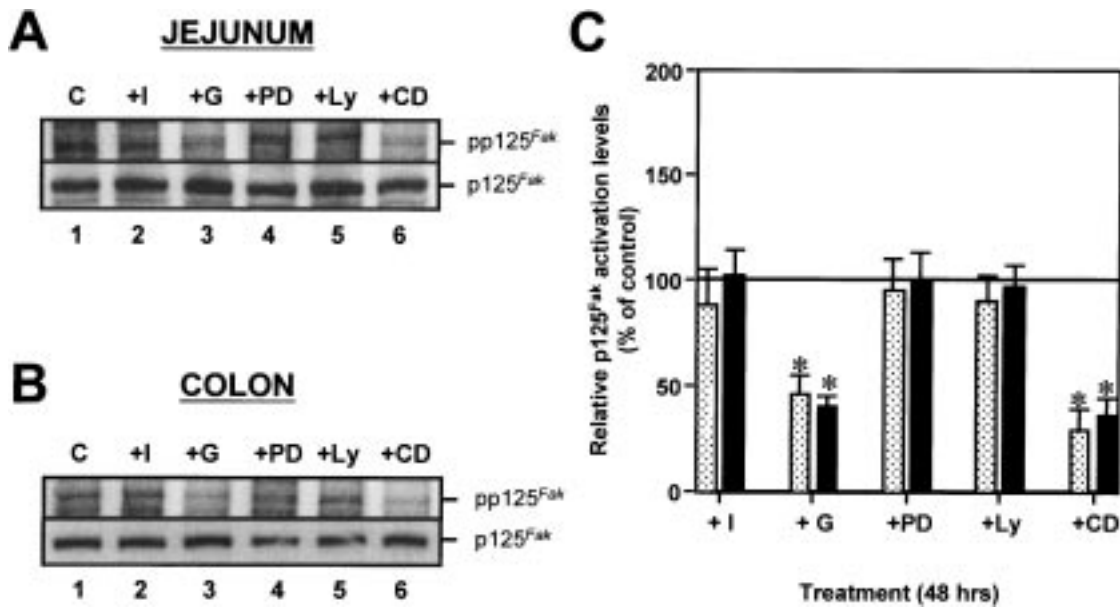 A
JEJUNUM
C +I +G +PD +Ly +CD
pp125Fak
p125Fak
1 2 3 4 5 6
B
COLON
C +I +G +PD +Ly +CD
pp125Fak
p125Fak
1 2 3 4 5 6
C
Relative p125Fak activation levels
(% of control)
200
150
100
50
0
* * * *
+ I + G +PD +Ly +CD
Treatment (48 hrs)